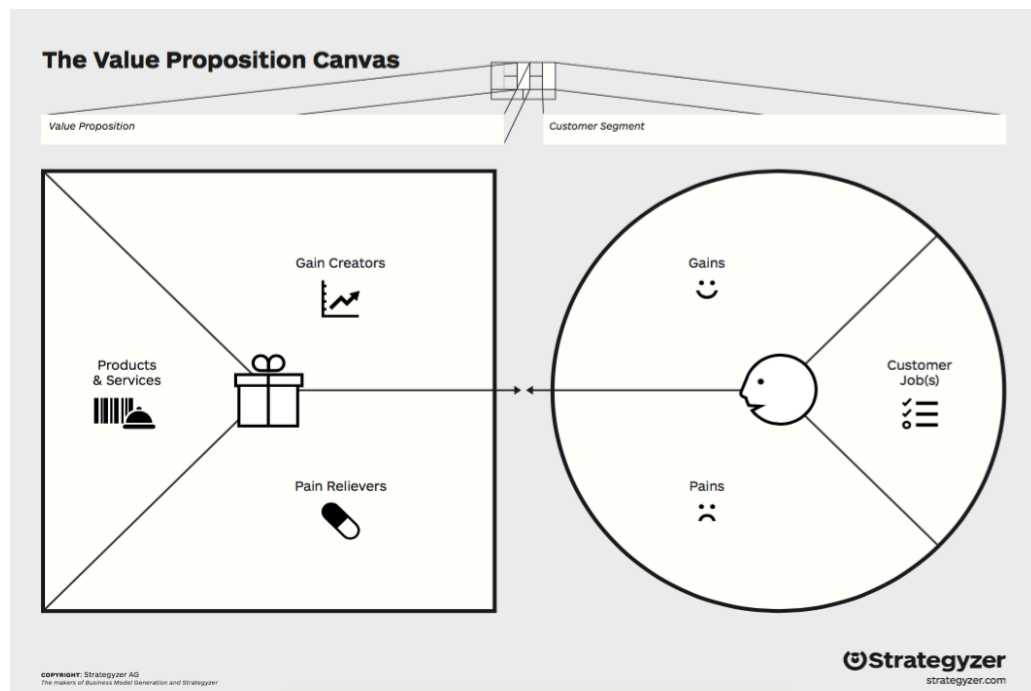 The Value Proposition Canvas
Value Proposition
Customer Segment
Gain Creators
Gains
Products
& Services
Customer
Job(s)
Pain Relievers
Pains
COPYRIGHT: Strategyzer AG
The makers of Business Model Generation and Strategyzer
Strategyzer
strategyzer.com